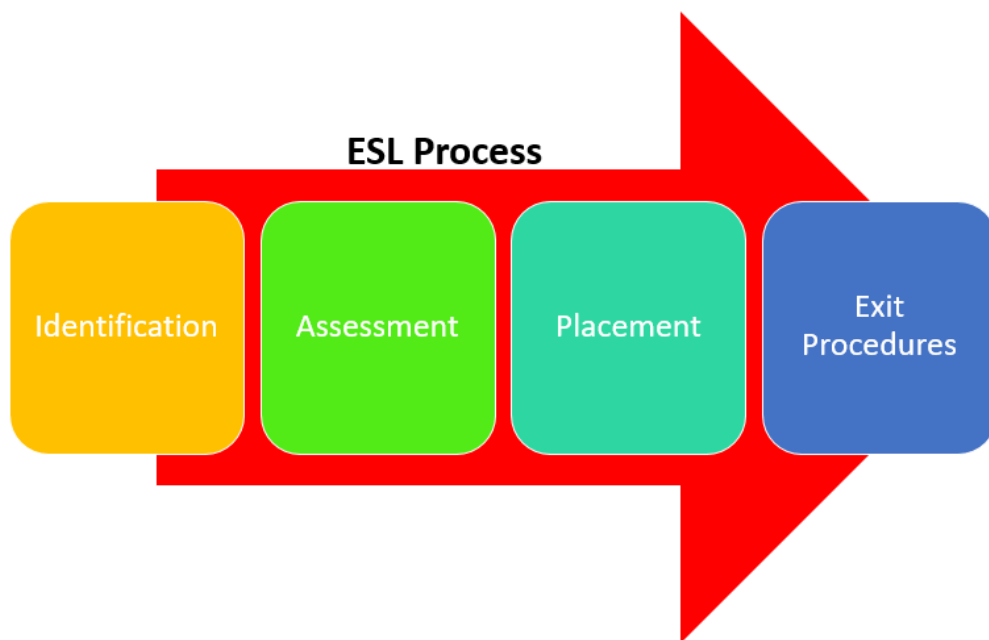 ESL Process
Identification
Assessment
Placement
Exit
Procedures